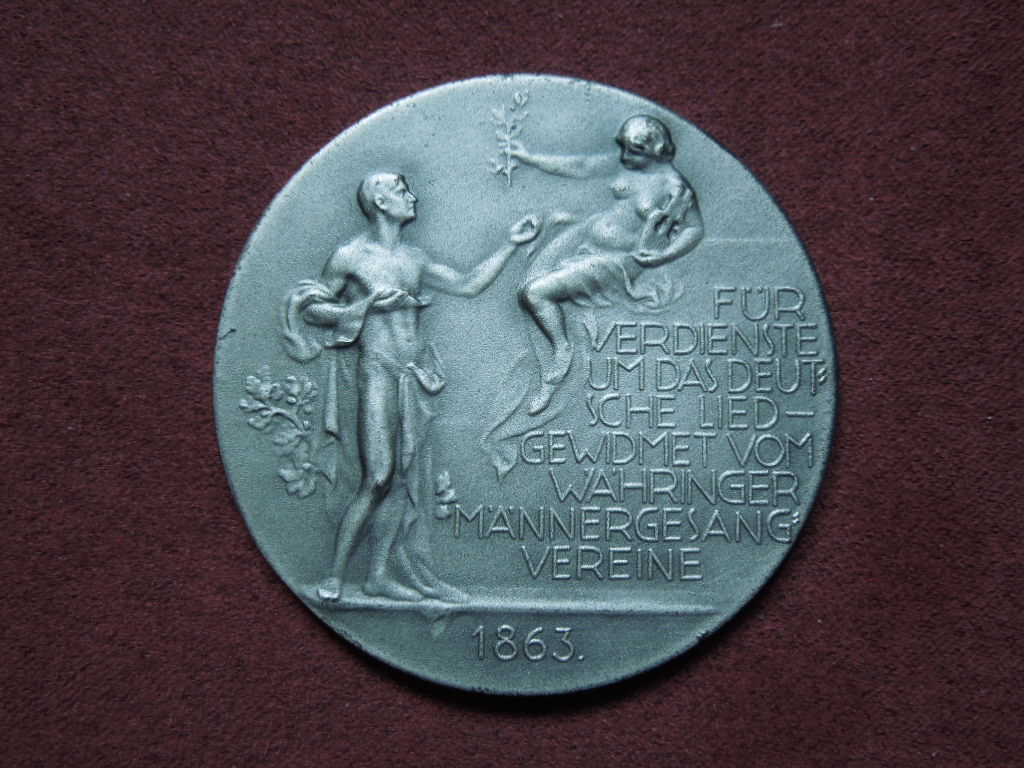 FÜR
VERDIENSTE
UM DAS DEUT⸗
SCHE LIED –
GEWIDMET VOM
WÄHRINGER
MÄNNERGESANG⸗
VEREINE
1863.